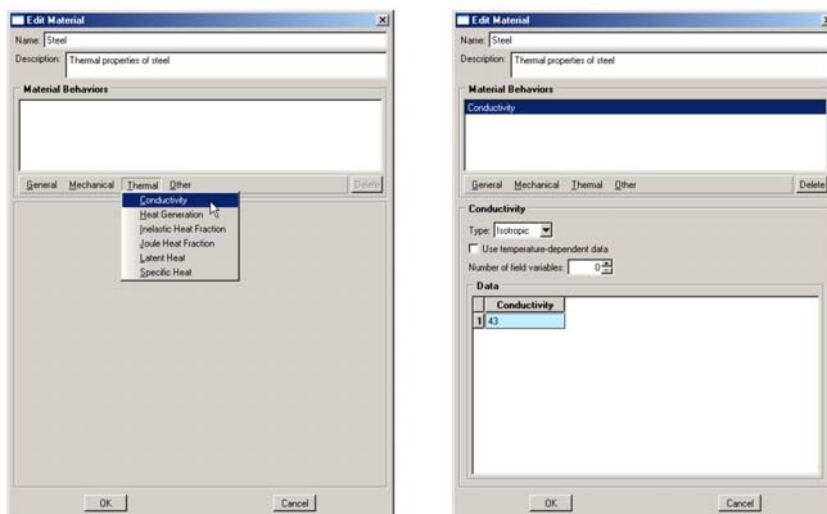 Edit Material
Name: Steel
Description: Thermal properties of steel
Material Behaviors
General Mechanical Thermal Other Delete
Conductivity
Heat Generation
Inelastic Heat Fraction
Joule Heat Fraction
Latent Heat
Specific Heat
OK Cancel
Edit Material
Name: Steel
Description: Thermal properties of steel
Material Behaviors
Conductivity
General Mechanical Thermal Other Delete
Conductivity
Type: Isotropic
Use temperature-dependent data
Number of field variables: 0
Data
Conductivity
1 43
OK Cancel